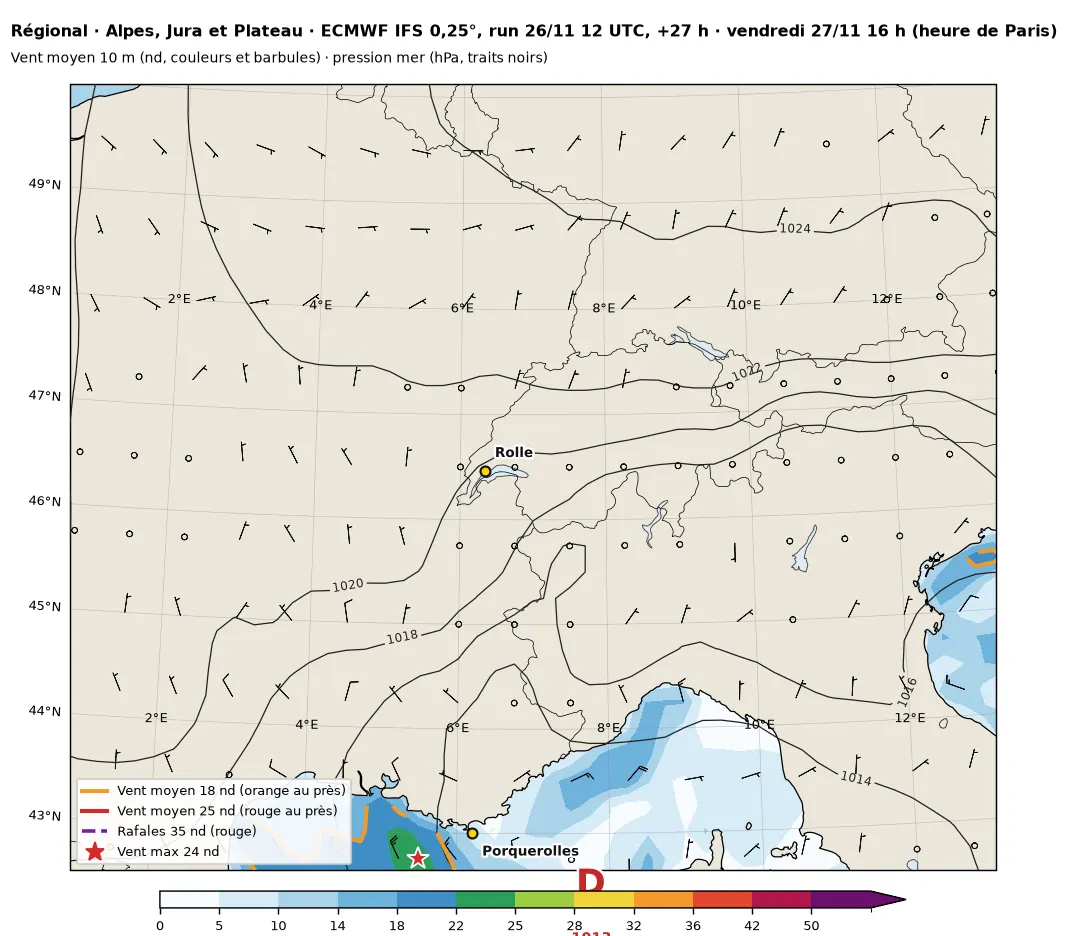 Régional · Alpes, Jura et Plateau · ECMWF IFS 0,25°, run 26/11 12 UTC, +27 h · vendredi 27/11 16 h (heure de Paris)
Vent moyen 10 m (nd, couleurs et barbules) · pression mer (hPa, traits noirs)
49°N
1024
48°N
2°E
4°E
6°E
8°E
10°E
12°E
1022
47°N
Rolle
46°N
1020
45°N
1018
1016
44°N
2°E
4°E
6°E
8°E
10°E
12°E
1014
43°N
Vent moyen 18 nd (orange au près)
Vent moyen 25 nd (rouge au près)
Rafales 35 nd (rouge)
Vent max 24 nd
Porquerolles
D
0 5 10 14 18 22 25 28 32 36 42 50